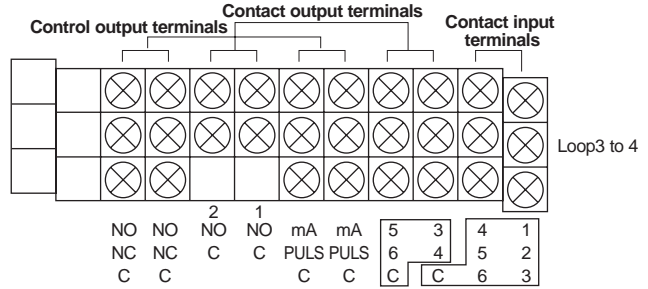 Contact output terminals
Control output terminals
Contact input
terminals
Loop3 to 4
2 1
NO NO NO NO mA mA 5 3 4 1
NC NC C C PULS PULS 6 4 5 2
C C C C C C 6 3